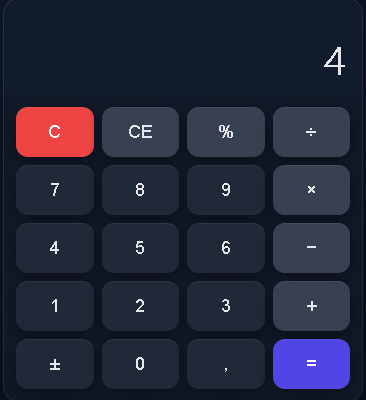 4
C CE % ÷
7 8 9 ×
4 5 6 −
1 2 3 +
± 0 , =